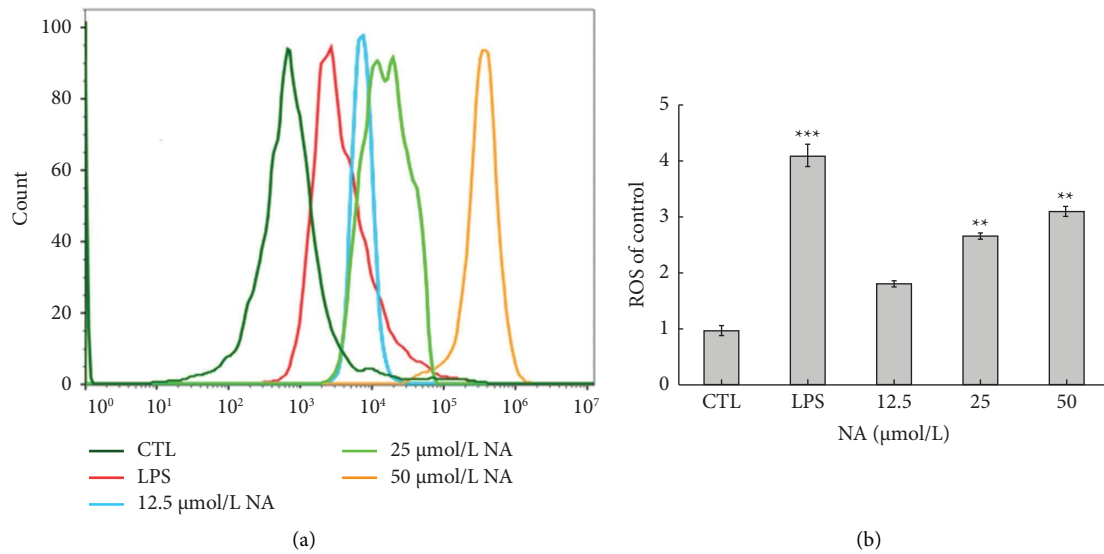 100
80
60
40
20
0
Count
10⁰ 10¹ 10² 10³ 10⁴ 10⁵ 10⁶ 10⁷
CTL
LPS
12.5 μmol/L NA
25 μmol/L NA
50 μmol/L NA
(a)
5
4
3
2
1
0
ROS of control
***
**
**
CTL LPS 12.5 25 50
NA (μmol/L)
(b)